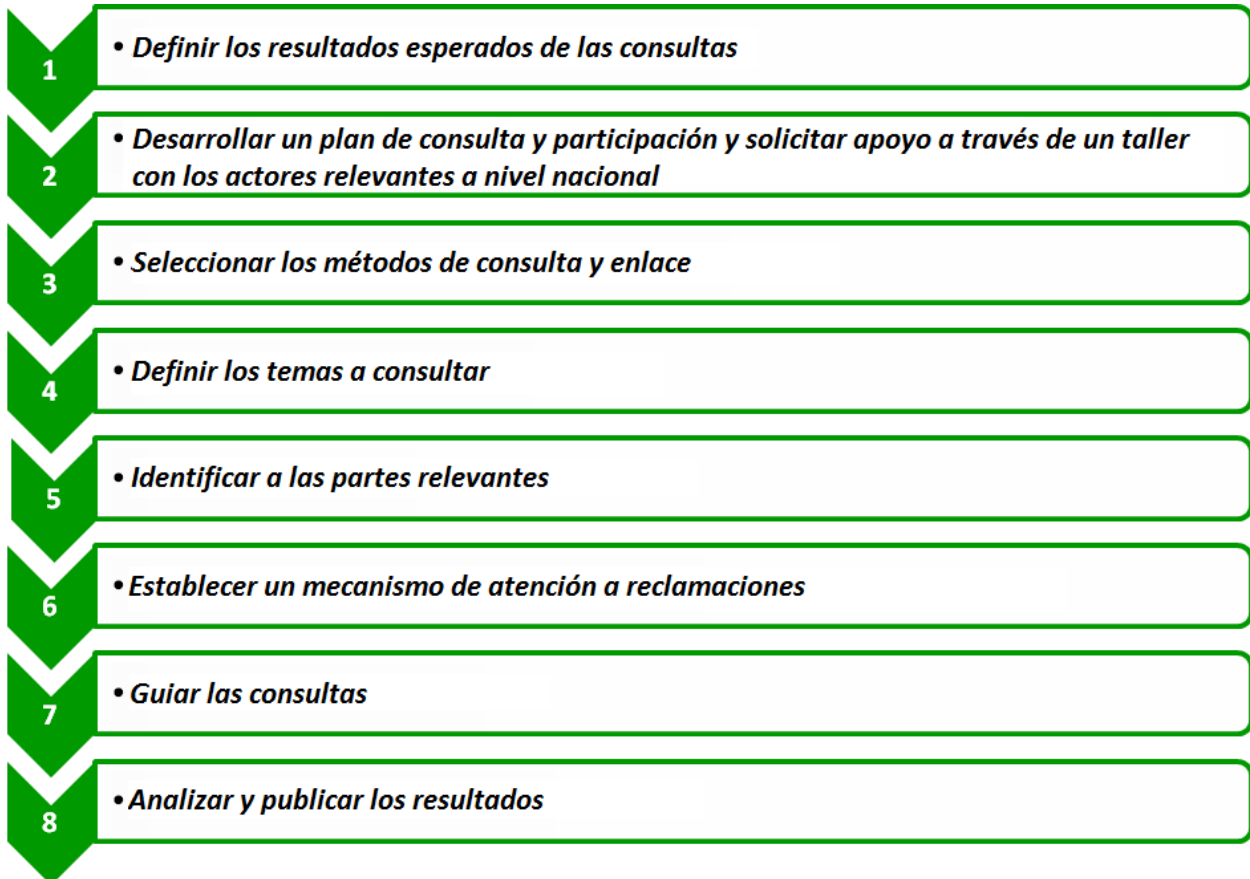 1
• Definir los resultados esperados de las consultas
2
• Desarrollar un plan de consulta y participación y solicitar apoyo a través de un taller
con los actores relevantes a nivel nacional
3
• Seleccionar los métodos de consulta y enlace
4
• Definir los temas a consultar
5
• Identificar a las partes relevantes
6
• Establecer un mecanismo de atención a reclamaciones
7
• Guiar las consultas
8
• Analizar y publicar los resultados